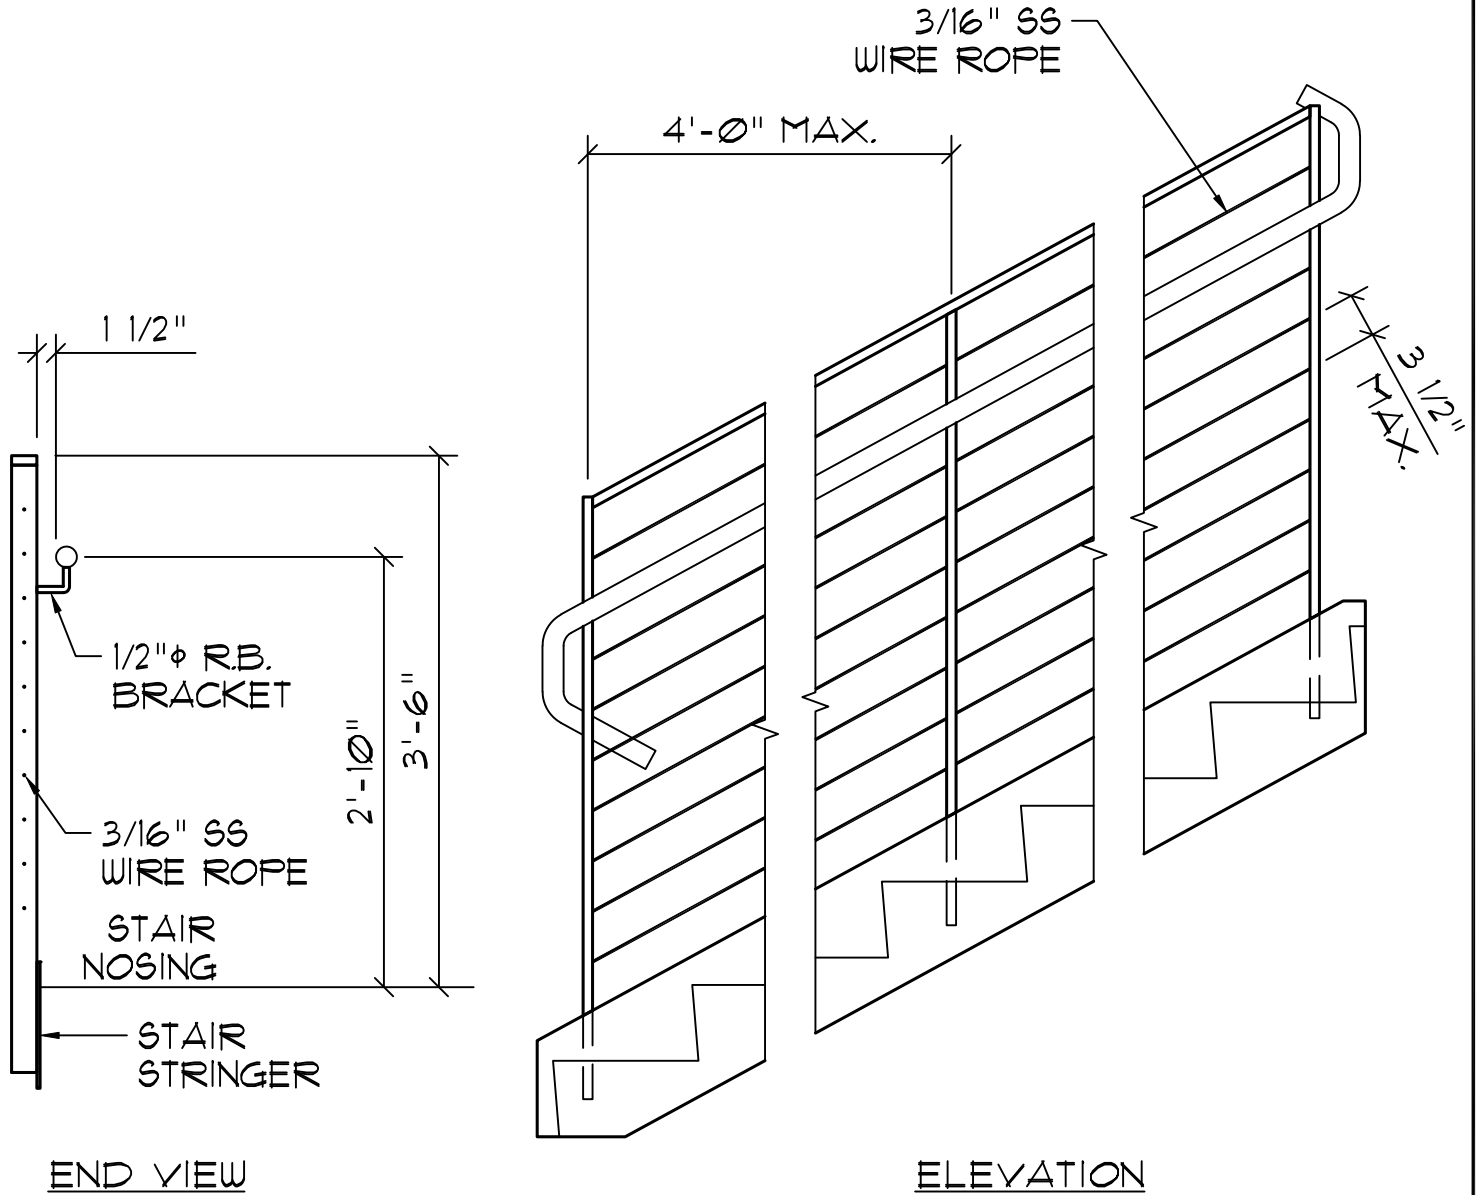 3/16" SS
WIRE ROPE
4'-0" MAX.
1 1/2"
3 1/2"
MAX.
1/2"ϕ R.B.
BRACKET
2'-10"
3'-6"
3/16" SS
WIRE ROPE
STAIR
NOSING
STAIR
STRINGER
END VIEW
ELEVATION